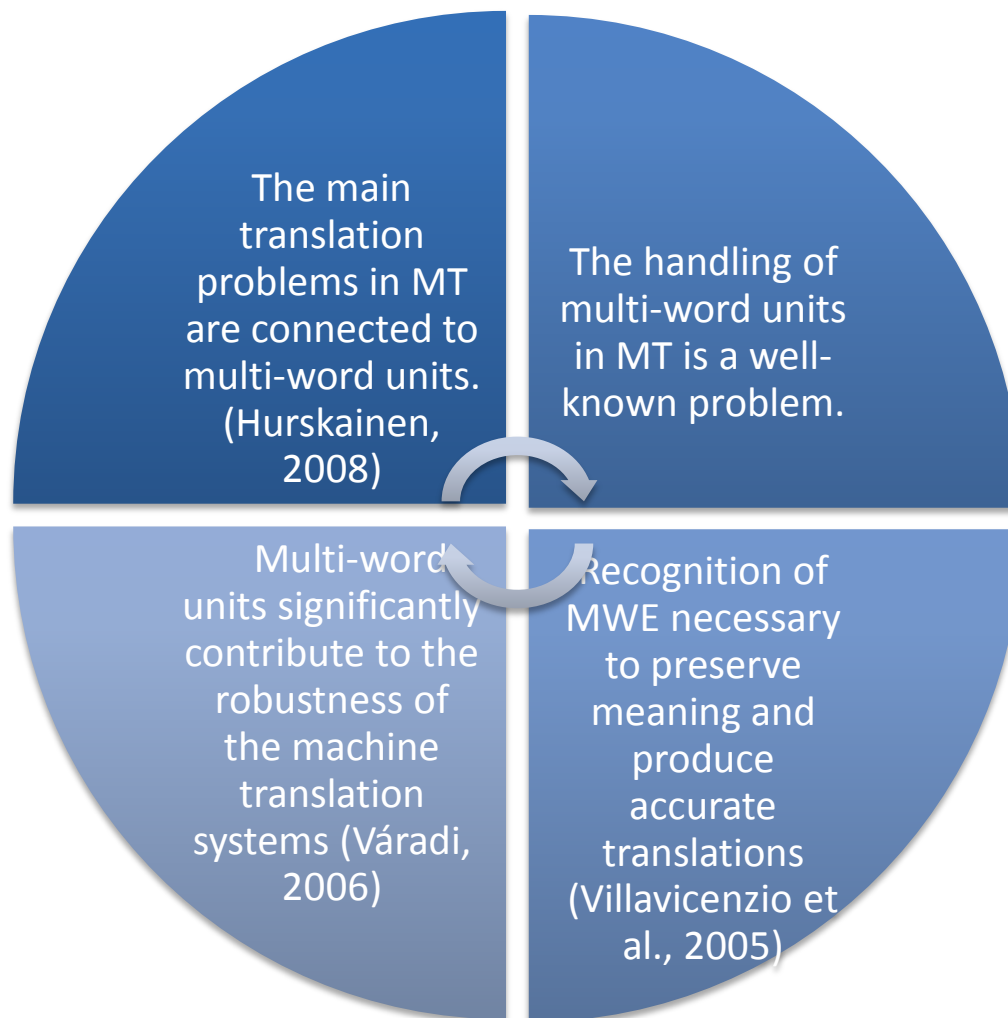 The main
translation
problems in MT
are connected to
multi-word units.
(Hurskainen,
2008)
The handling of
multi-word units
in MT is a well-
known problem.
Recognition of
MWE necessary
to preserve
meaning and
produce
accurate
translations
(Villavicenzio et
al., 2005)
Multi-word
units significantly
contribute to the
robustness of
the machine
translation
systems (Váradi,
2006)